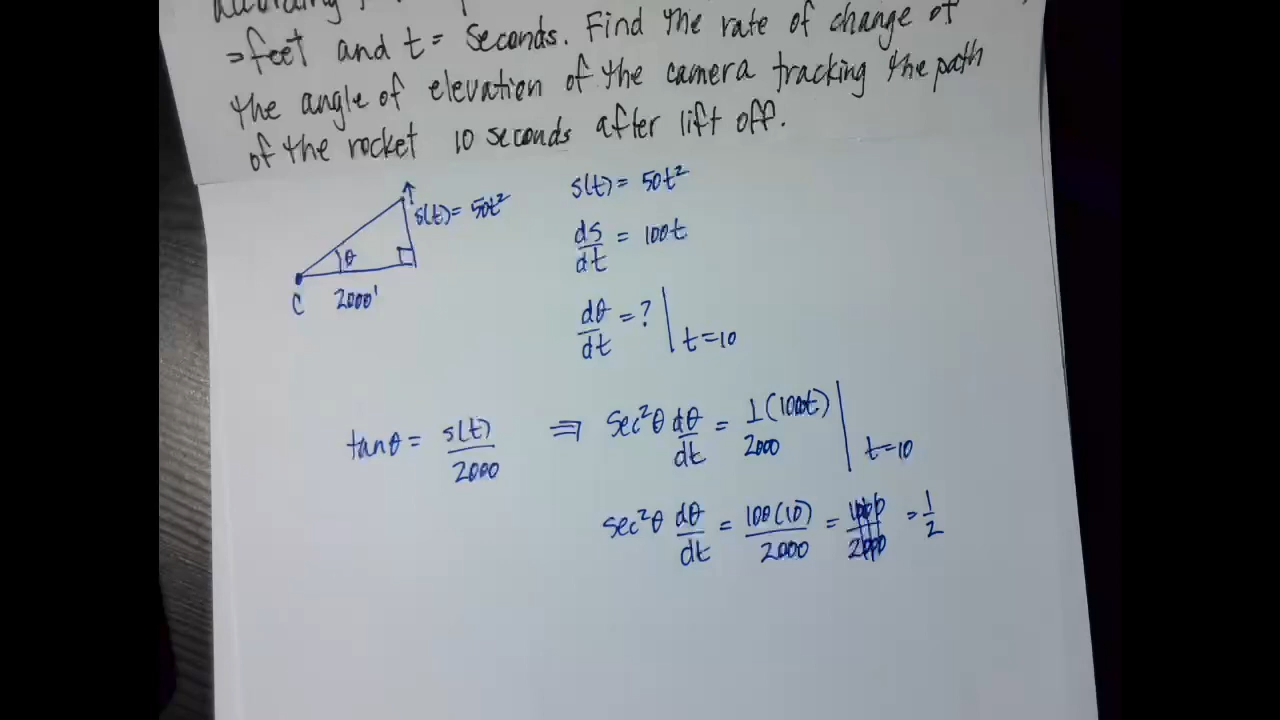 according
=feet and t= seconds. Find the rate of change of
the angle of elevation of the camera tracking the path
of the rocket 10 seconds after lift off.
s(t)= 50t²
θ
C
2000'
s(t)= 50t²
ds/dt = 100t
dθ/dt =? | t=10
tanθ = s(t)/2000 ⇒ sec²θ dθ/dt = 1(100t)/2000 | t=10
sec²θ dθ/dt = 100(10)/2000 = 1000/2000 = 1/2